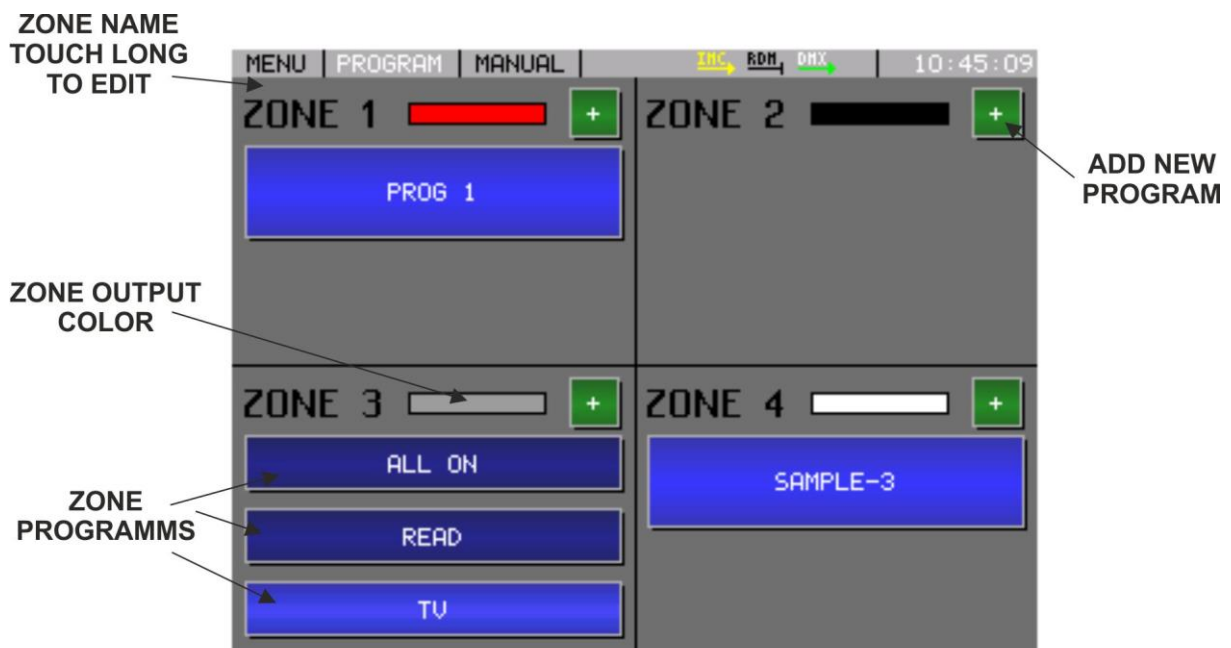 ZONE NAME
TOUCH LONG
TO EDIT
MENU PROGRAM MANUAL IMC RDM DMX 10:45:09
ZONE 1 + ZONE 2 +
ADD NEW
PROGRAM
PROG 1
ZONE OUTPUT
COLOR
ZONE 3 + ZONE 4 +
ALL ON
SAMPLE-3
ZONE
PROGRAMMS
READ
TV